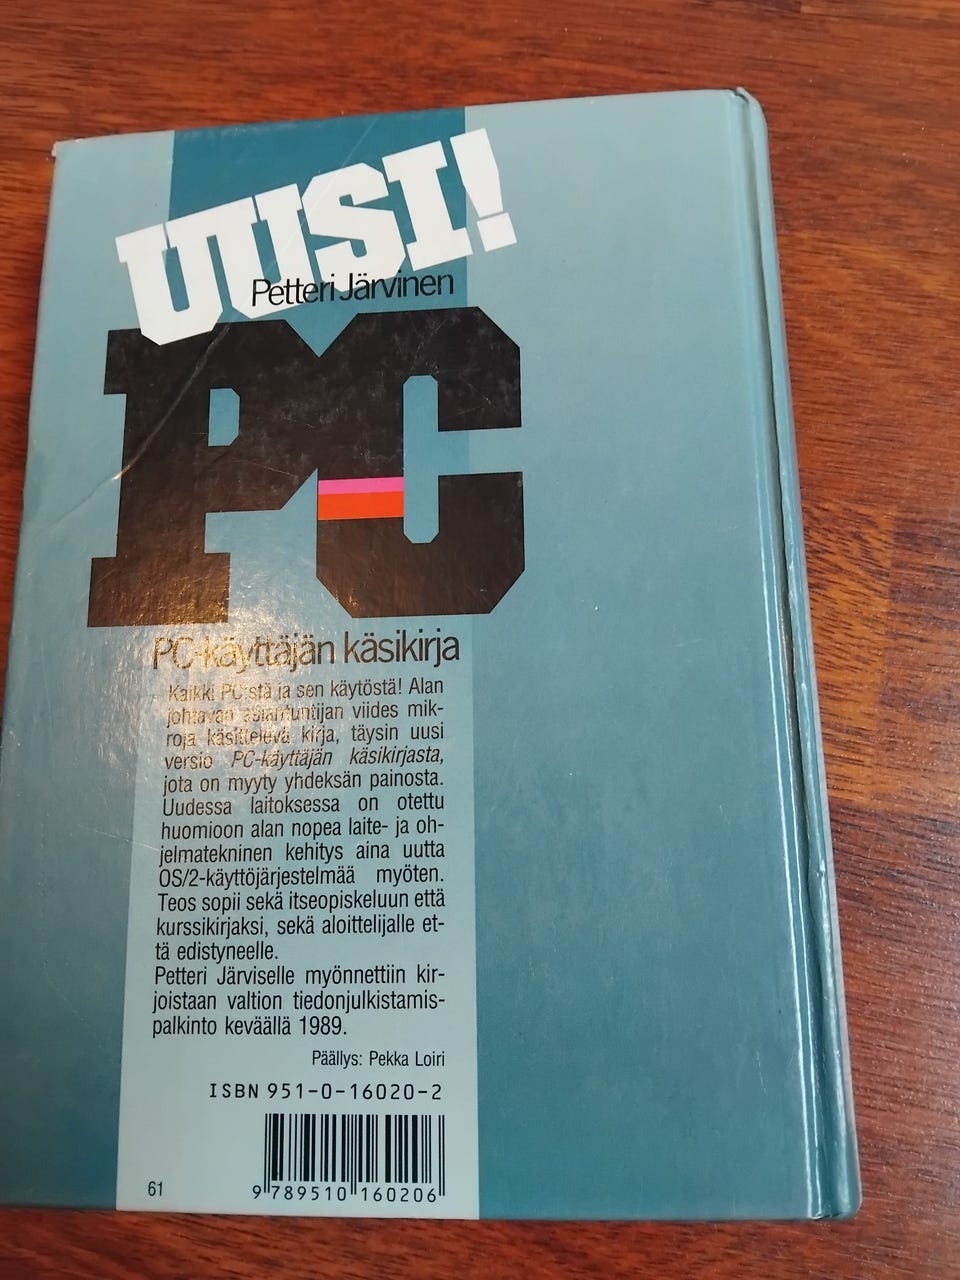 UUSI!
Petteri Järvinen
PC
PC-käyttäjän käsikirja
Kaikki PC:stä ja sen käytöstä! Alan
johtavan asiantuntijan viides mik-
roja käsittelevä kirja, täysin uusi
versio PC-käyttäjän käsikirjasta,
jota on myyty yhdeksän painosta.
Uudessa laitoksessa on otettu
huomioon alan nopea laite- ja oh-
jelmatekninen kehitys aina uutta
OS/2-käyttöjärjestelmää myöten.
Teos sopii sekä itseopiskeluun että
kurssikirjaksi, sekä aloittelijalle et-
tä edistyneelle.
Petteri Järviselle myönnettiin kir-
joistaan valtion tiedonjulkistamis-
palkinto keväällä 1989.
Päällys: Pekka Loiri
ISBN 951-0-16020-2
61
9 789510 160206